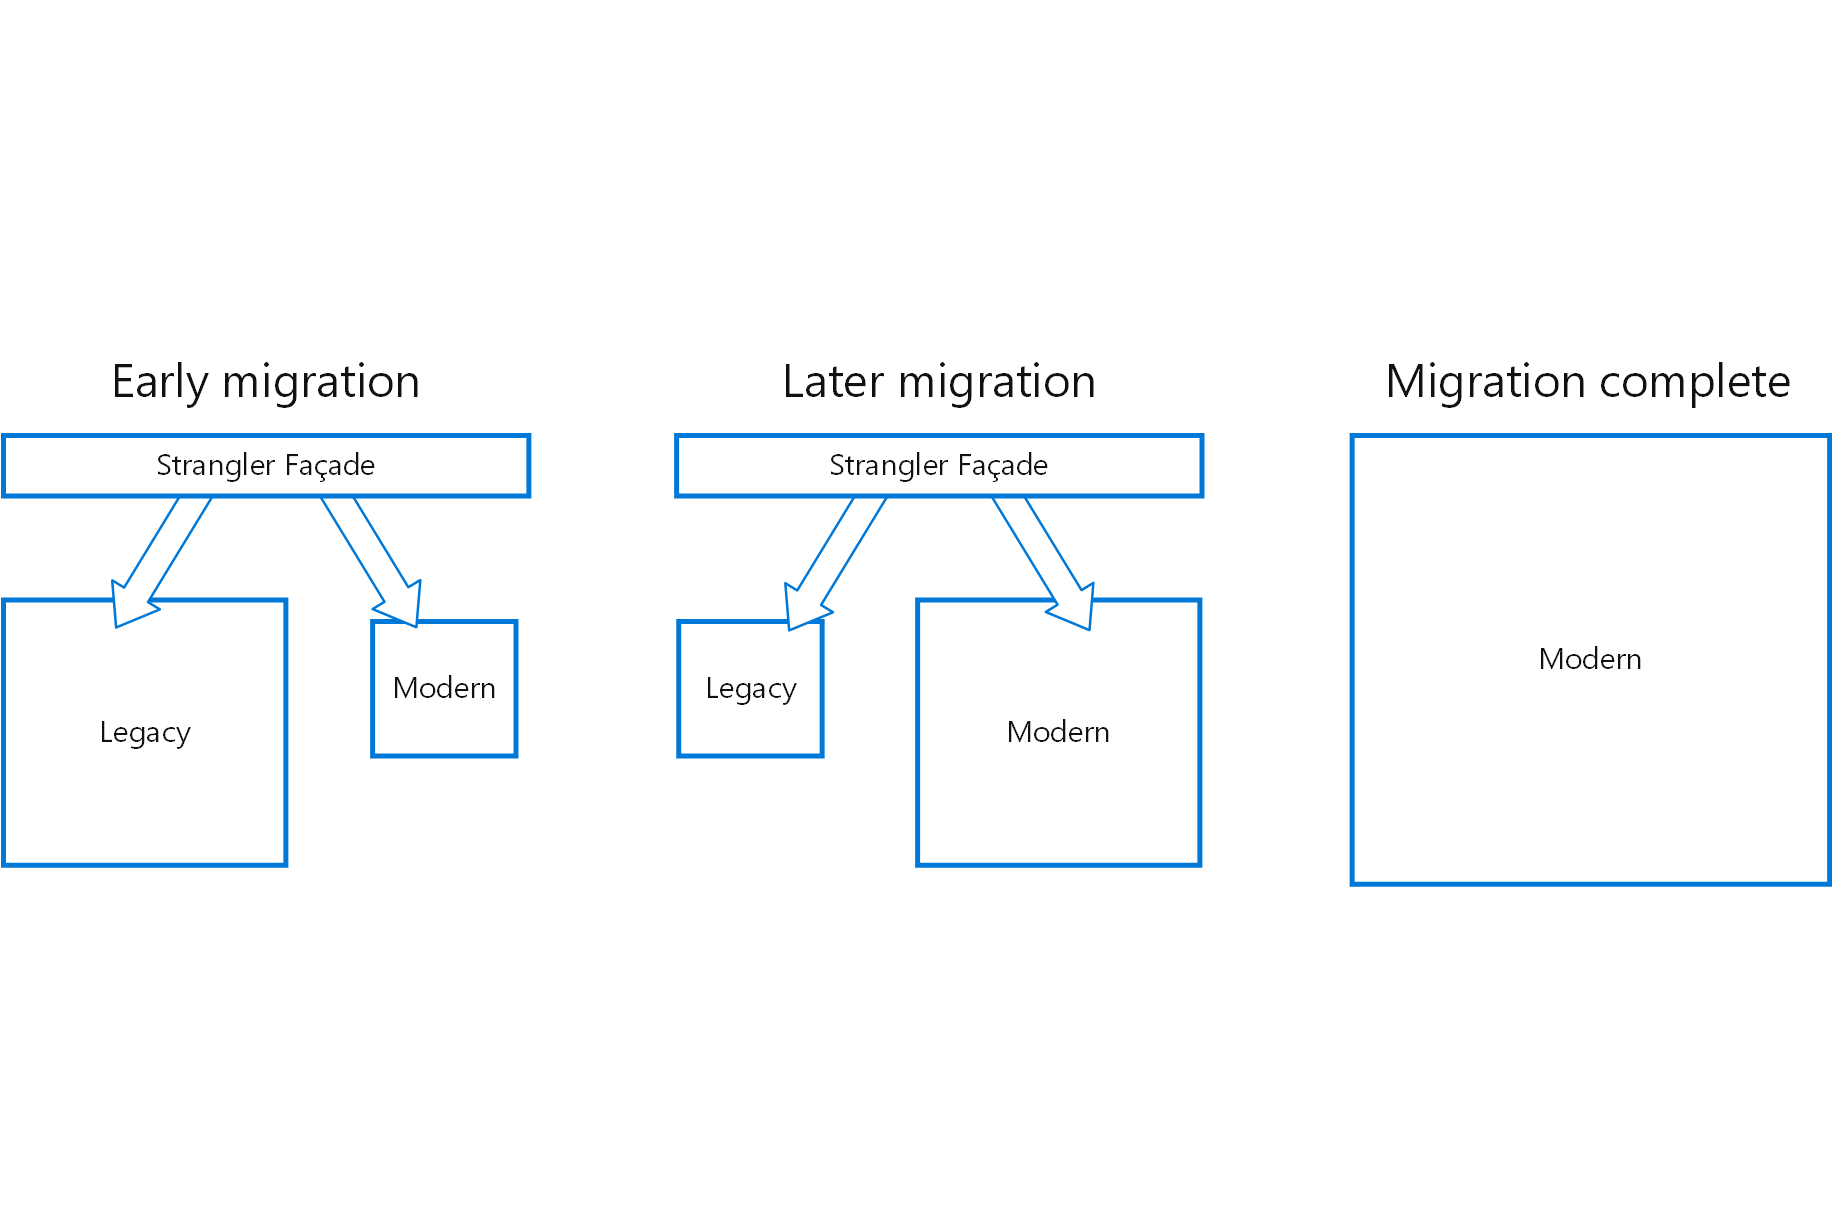 Early migration
Strangler Façade
Legacy
Modern
Later migration
Strangler Façade
Legacy
Modern
Migration complete
Modern